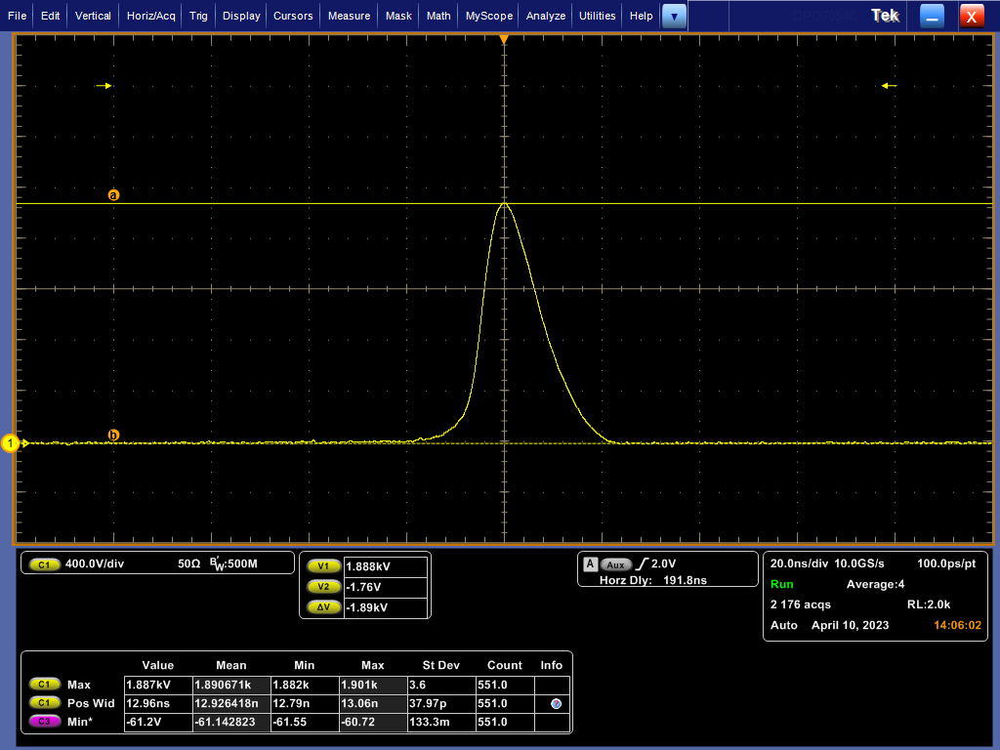 File Edit Vertical Horiz/Acq Trig Display Cursors Measure Mask Math MyScope Analyze Utilities Help Tek X
a
b
1
C1 400.0V/div 50Ω BW:500M
V1 1.888kV
V2 -1.76V
ΔV -1.89kV
A Aux 2.0V
Horz Dly: 191.8ns
20.0ns/div 10.0GS/s 100.0ps/pt
Run Average:4
2 176 acqs RL:2.0k
Auto April 10, 2023 14:06:02
Value Mean Min Max St Dev Count Info
C1 Max 1.887kV 1.890671k 1.882k 1.901k 3.6 551.0
C1 Pos Wid 12.96ns 12.926418n 12.79n 13.06n 37.97p 551.0
C3 Min* -61.2V -61.142823 -61.55 -60.72 133.3m 551.0